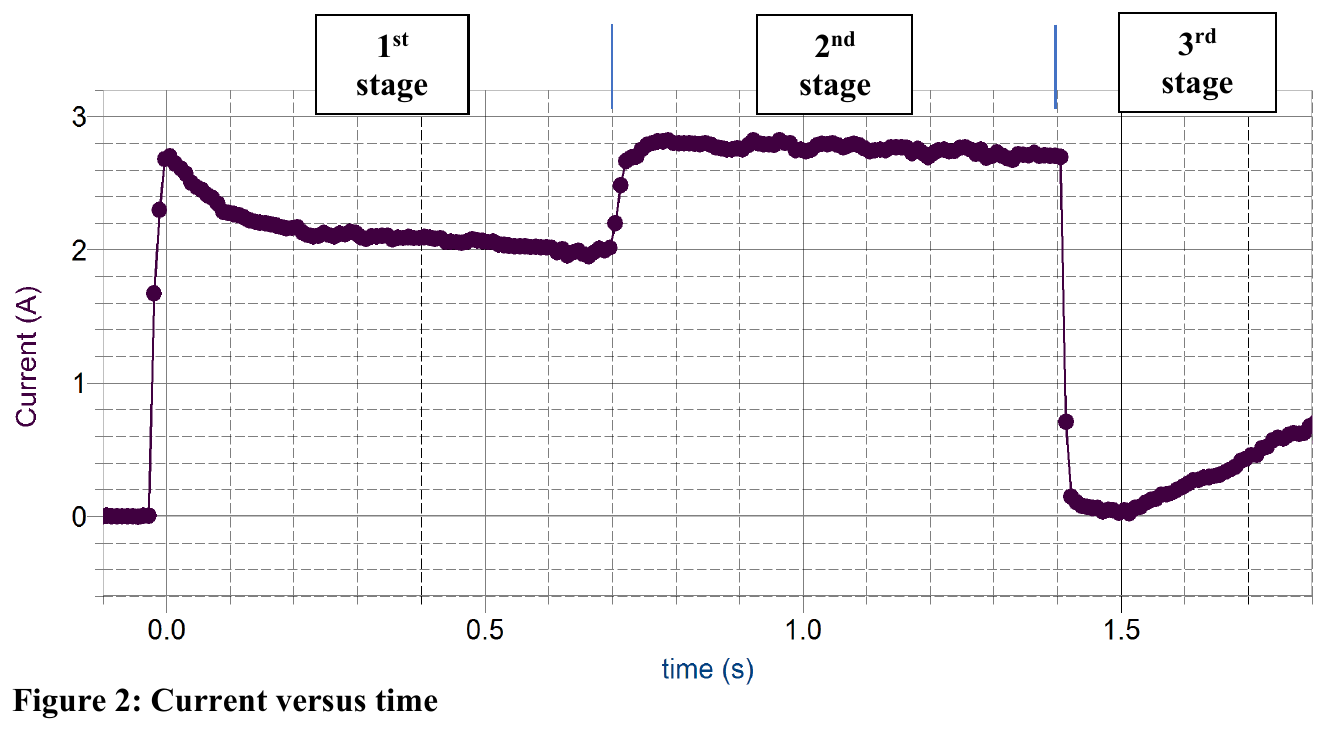 1st
stage
2nd
stage
3rd
stage
3
2
1
0
Current (A)
0.0
0.5
1.0
1.5
time (s)
Figure 2: Current versus time